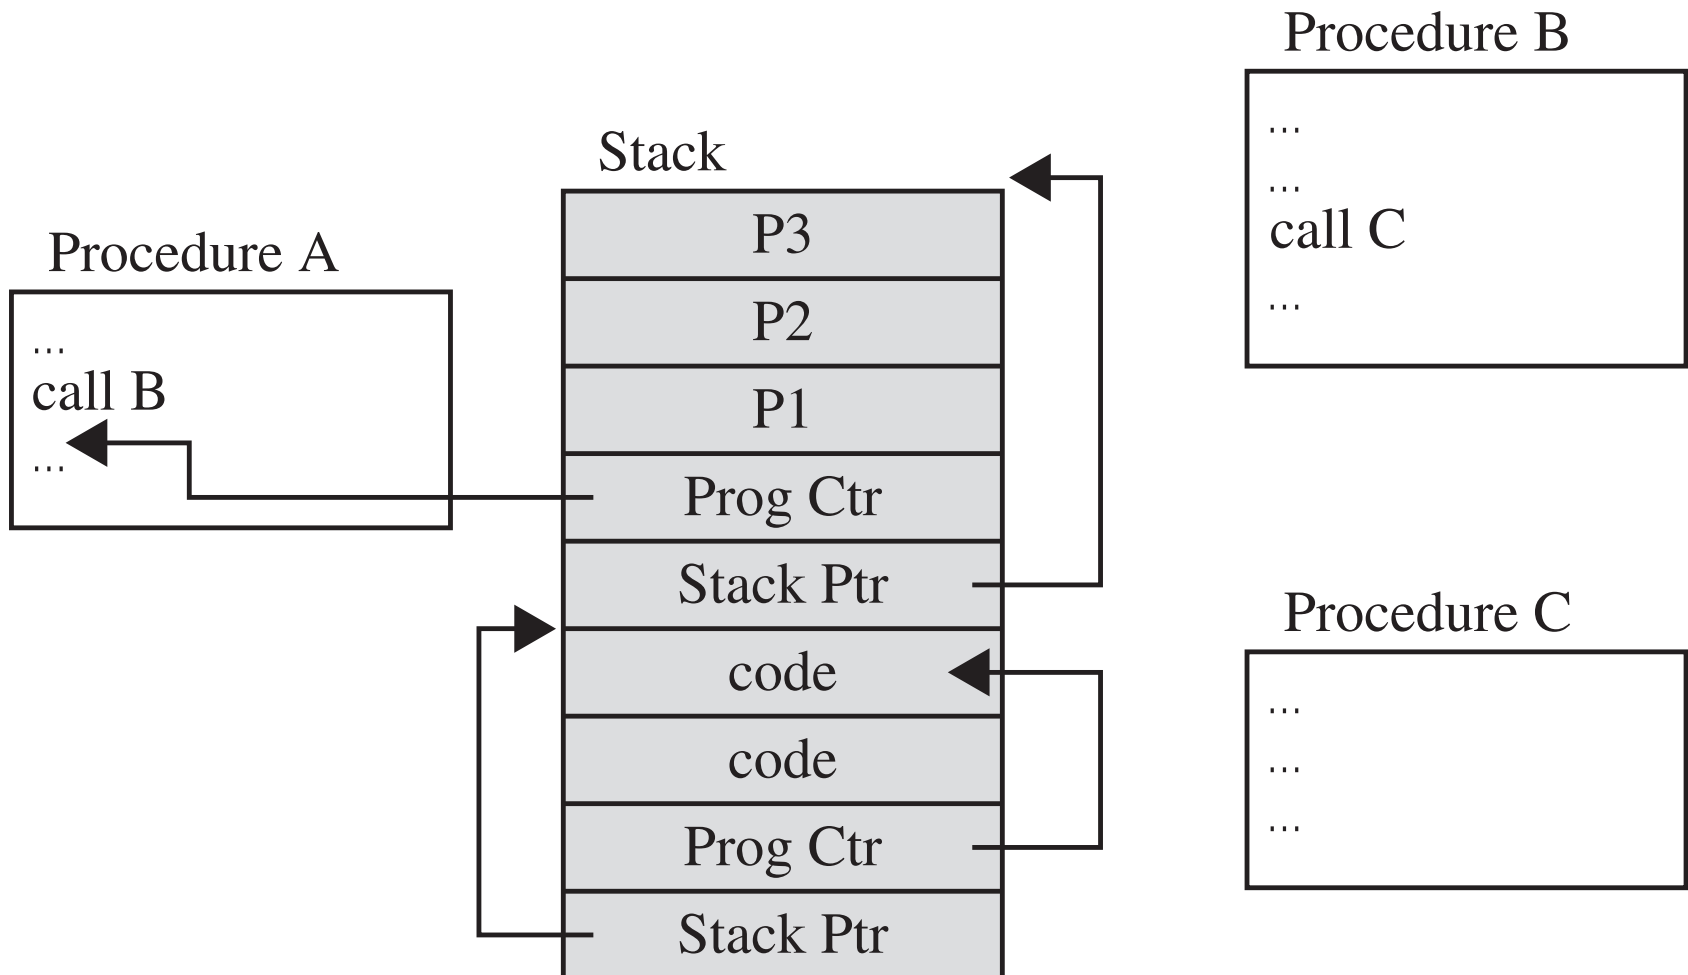 Procedure A
...
call B
...
Stack
P3
P2
P1
Prog Ctr
Stack Ptr
code
code
Prog Ctr
Stack Ptr
Procedure B
...
...
call C
...
Procedure C
...
...
...